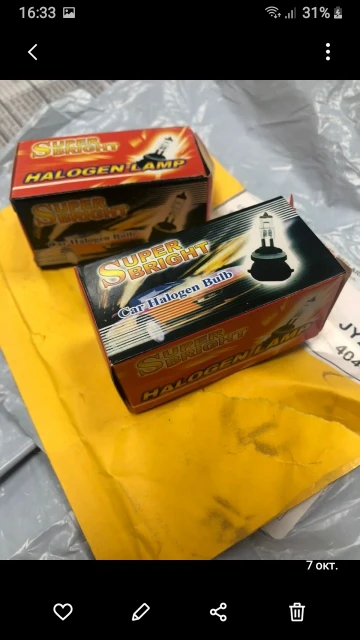 16:33
31%
SUPER
BRIGHT
HALOGEN LAMP
SUPER
BRIGHT
Car Halogen Bulb
SUPER
BRIGHT
Car Halogen Bulb
SUPER
BRIGHT
HALOGEN LAMP
404
7 окт.